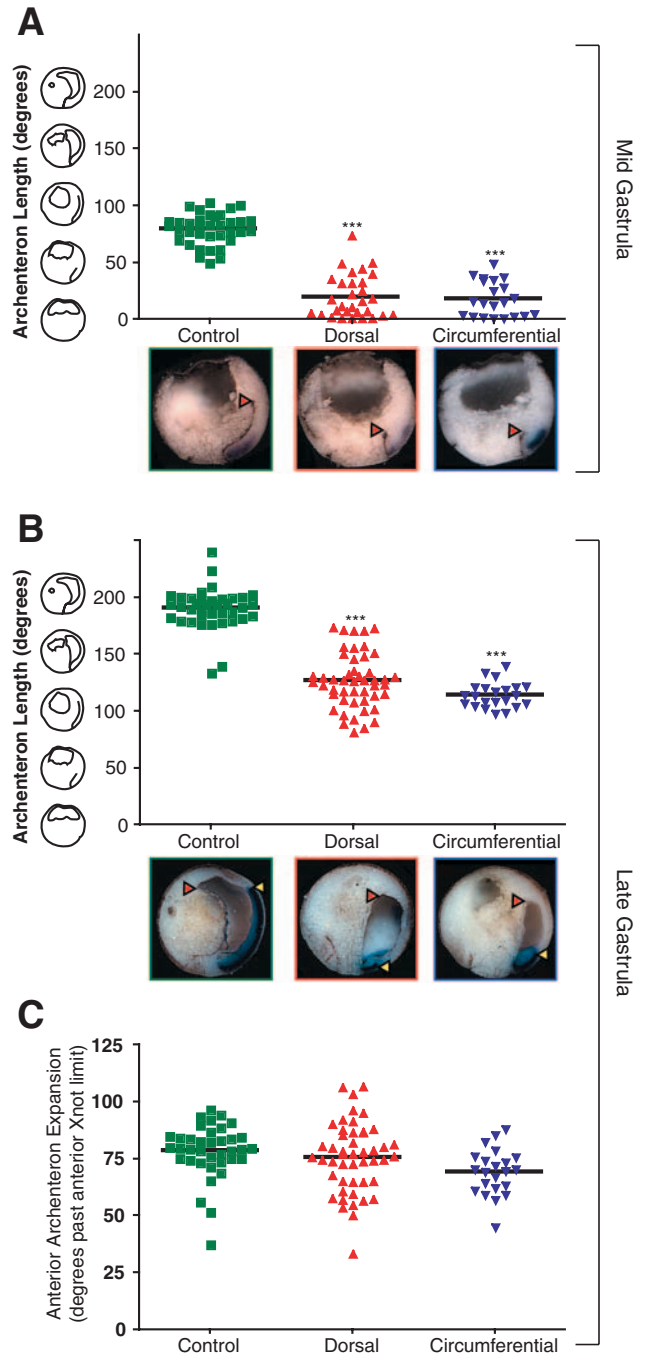 A
Archenteron Length (degrees)
200
150
100
50
0
***
***
Control
Dorsal
Circumferential
Mid Gastrula
B
Archenteron Length (degrees)
200
150
100
50
0
***
***
Control
Dorsal
Circumferential
Late Gastrula
C
Anterior Archenteron Expansion
(degrees past anterior Xnot limit)
125
100
75
50
25
0
Control
Dorsal
Circumferential